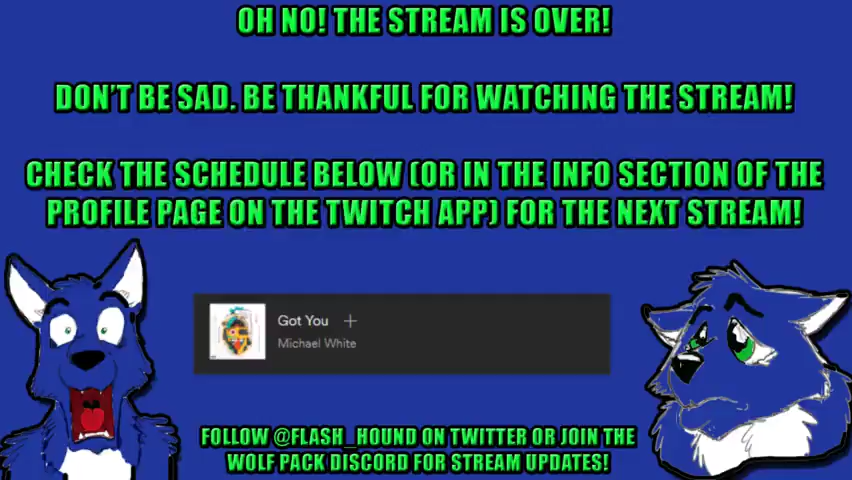 OH NO! THE STREAM IS OVER!
DON'T BE SAD. BE THANKFUL FOR WATCHING THE STREAM!
CHECK THE SCHEDULE BELOW (OR IN THE INFO SECTION OF THE
PROFILE PAGE ON THE TWITCH APP) FOR THE NEXT STREAM!
Got You +
Michael White
FOLLOW @FLASH_HOUND ON TWITTER OR JOIN THE
WOLF PACK DISCORD FOR STREAM UPDATES!